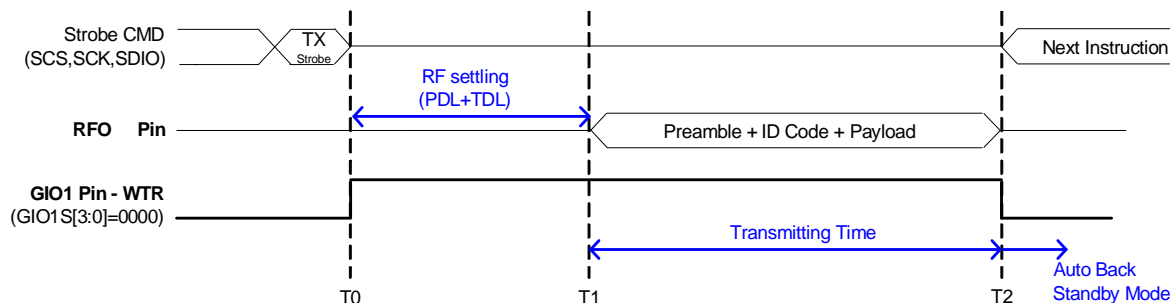 Strobe CMD
(SCS,SCK,SDIO)
TX
Strobe
Next Instruction
RF settling
(PDL+TDL)
RFO Pin
Preamble + ID Code + Payload
GIO1 Pin - WTR
(GIO1S[3:0]=0000)
Transmitting Time
Auto Back
Standby Mode
T0
T1
T2